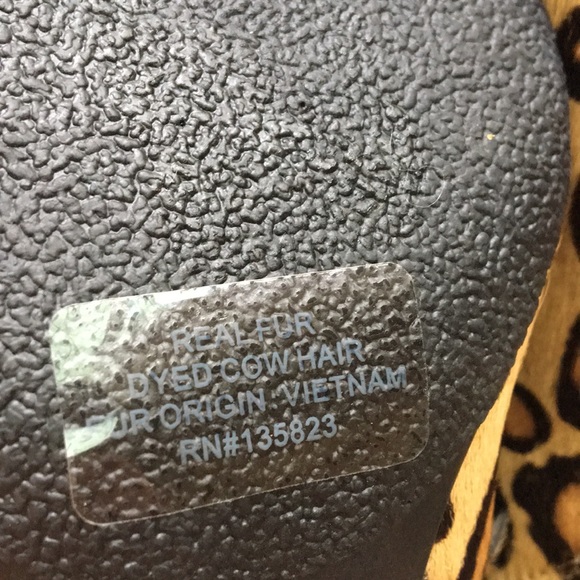 REAL FUR
DYED COW HAIR
FUR ORIGIN: VIETNAM
RN#135823